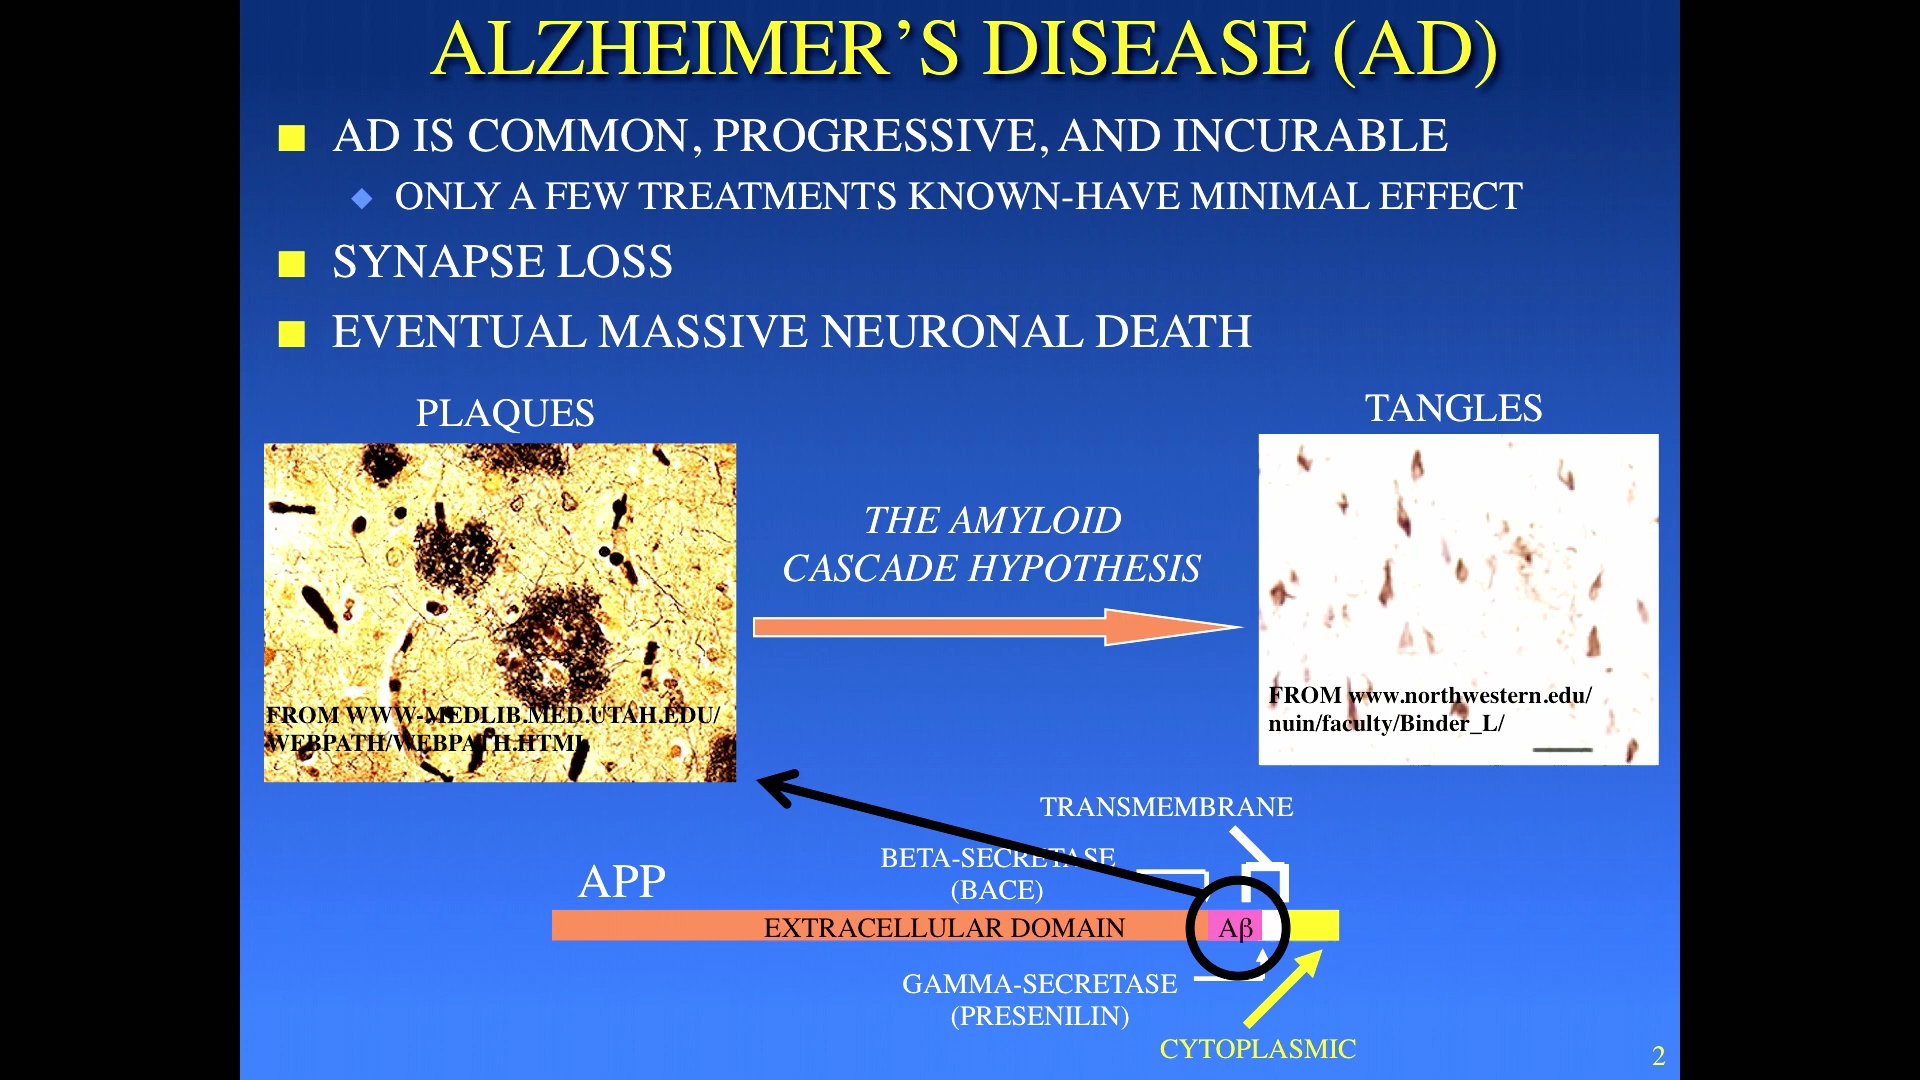 ALZHEIMER’S DISEASE (AD)
AD IS COMMON, PROGRESSIVE, AND INCURABLE
ONLY A FEW TREATMENTS KNOWN-HAVE MINIMAL EFFECT
SYNAPSE LOSS
EVENTUAL MASSIVE NEURONAL DEATH
PLAQUES
TANGLES
THE AMYLOID
CASCADE HYPOTHESIS
FROM WWW-MEDLIB.MED.UTAH.EDU/
WEBPATH/WEBPATH.HTML
FROM www.northwestern.edu/
nuin/faculty/Binder_L/
TRANSMEMBRANE
BETA-SECRETASE
(BACE)
APP
EXTRACELLULAR DOMAIN
Aβ
GAMMA-SECRETASE
(PRESENILIN)
CYTOPLASMIC
2